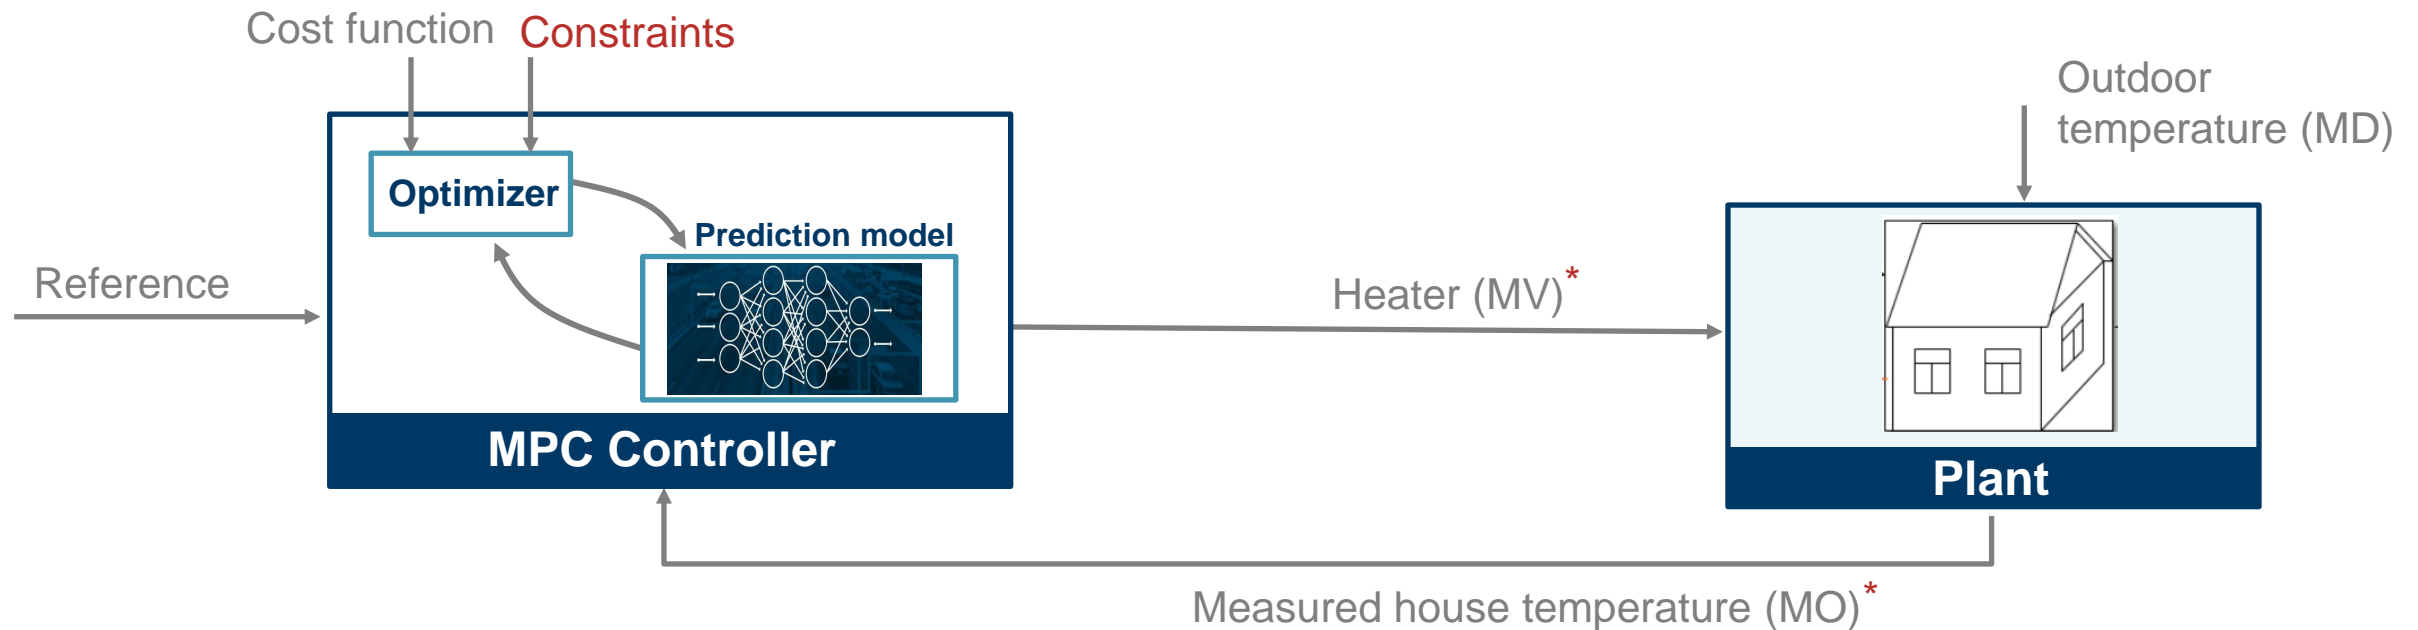 Cost function Constraints
Outdoor
temperature (MD)
Optimizer
Prediction model
Reference
Heater (MV)*
MPC Controller
Plant
Measured house temperature (MO)*